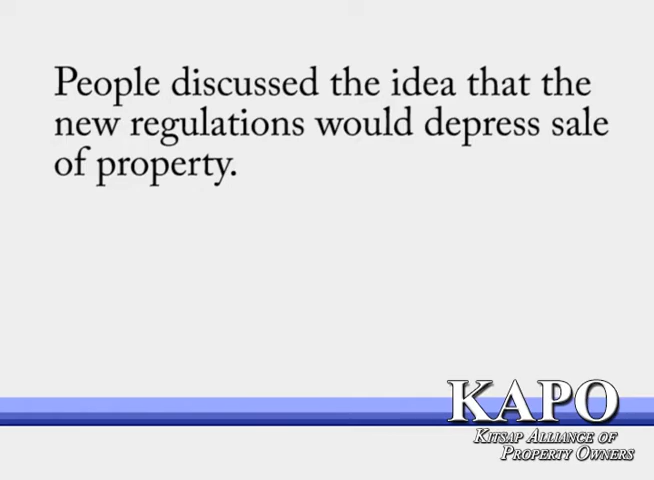 People discussed the idea that the
new regulations would depress sale
of property.
KAPO
Kitsap Alliance of
Property Owners